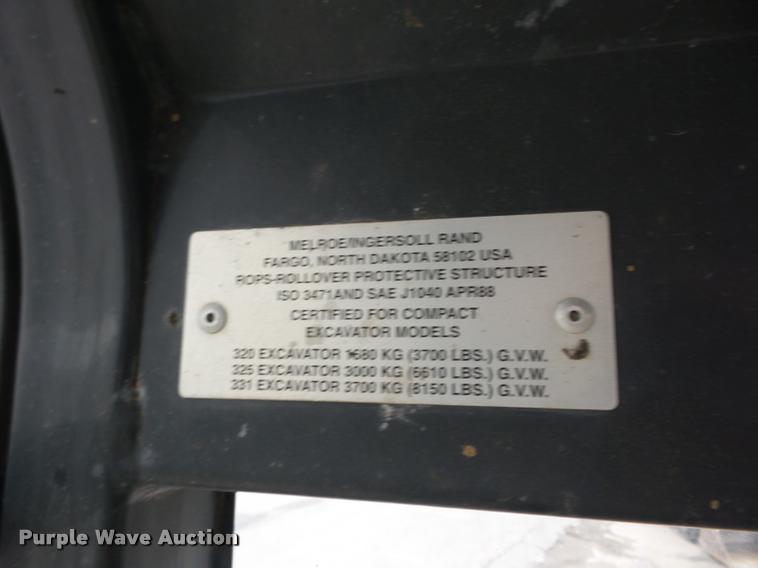 MELROE/INGERSOLL RAND
FARGO, NORTH DAKOTA 58102 USA
ROPS-ROLLOVER PROTECTIVE STRUCTURE
ISO 3471AND SAE J1040 APR88
CERTIFIED FOR COMPACT
EXCAVATOR MODELS
320 EXCAVATOR 1680 KG (3700 LBS.) G.V.W.
325 EXCAVATOR 3000 KG (6610 LBS.) G.V.W.
331 EXCAVATOR 3700 KG (8150 LBS.) G.V.W.
Purple Wave Auction